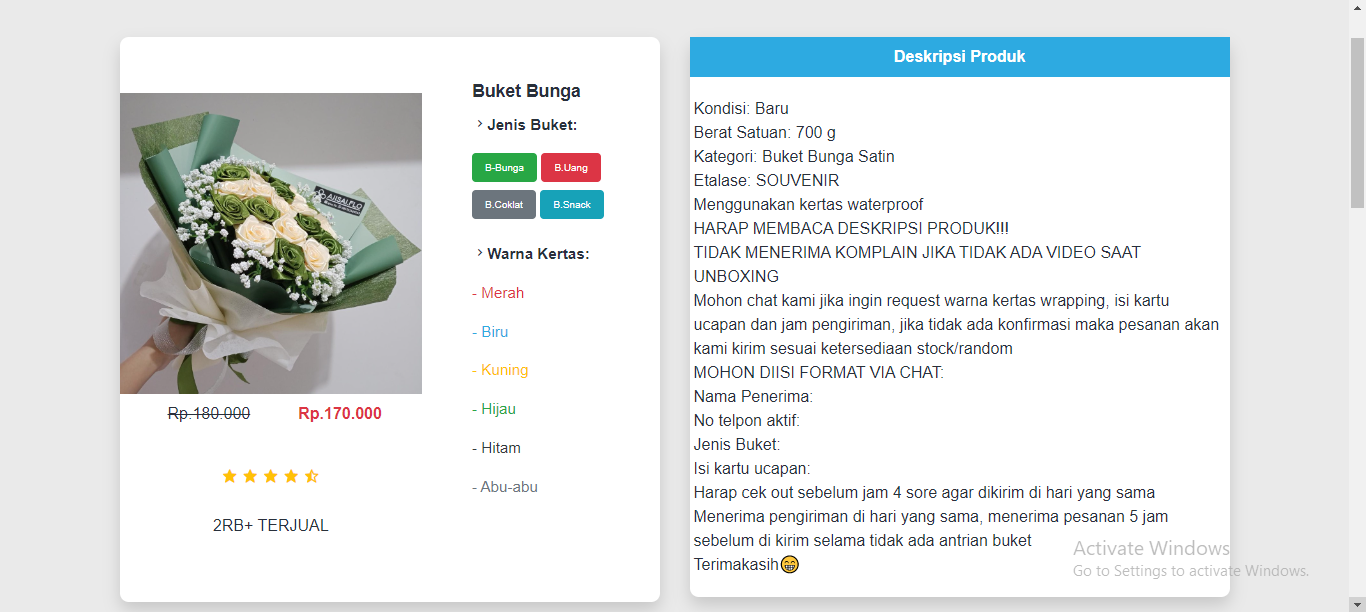 Buket Bunga
Jenis Buket:
B-Bunga B.Uang
B.Coklat B.Snack
Warna Kertas:
- Merah
- Biru
- Kuning
- Hijau
- Hitam
- Abu-abu
Rp.180.000 Rp.170.000
2RB+ TERJUAL
Deskripsi Produk
Kondisi: Baru
Berat Satuan: 700 g
Kategori: Buket Bunga Satin
Etalase: SOUVENIR
Menggunakan kertas waterproof
HARAP MEMBACA DESKRIPSI PRODUK!!!
TIDAK MENERIMA KOMPLAIN JIKA TIDAK ADA VIDEO SAAT
UNBOXING
Mohon chat kami jika ingin request warna kertas wrapping, isi kartu
ucapan dan jam pengiriman, jika tidak ada konfirmasi maka pesanan akan
kami kirim sesuai ketersediaan stock/random
MOHON DIISI FORMAT VIA CHAT:
Nama Penerima:
No telpon aktif:
Jenis Buket:
Isi kartu ucapan:
Harap cek out sebelum jam 4 sore agar dikirim di hari yang sama
Menerima pengiriman di hari yang sama, menerima pesanan 5 jam
sebelum di kirim selama tidak ada antrian buket
Terimakasih😁
Activate Windows
Go to Settings to activate Windows.